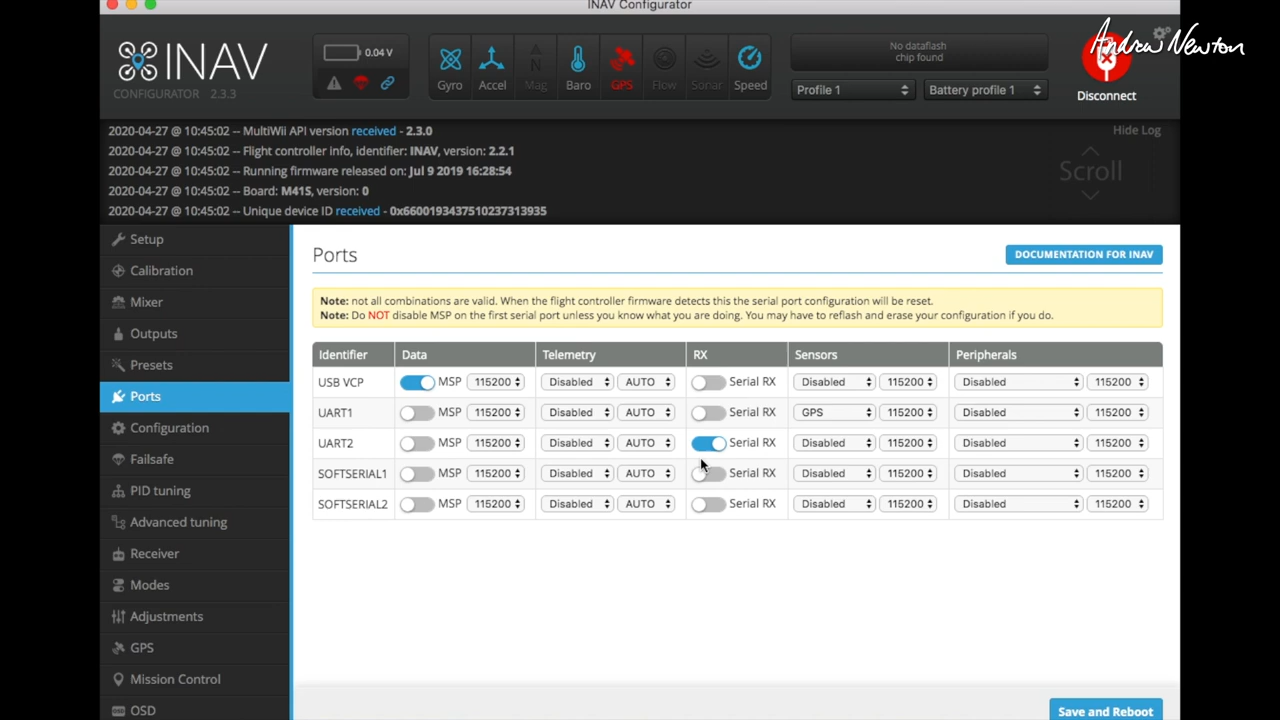 INAV Configurator
Andrew Newton
INAV
CONFIGURATOR 2.3.3
0.04 V
Gyro Accel Mag Baro GPS Flow Sonar Speed
No dataflash
chip found
Profile 1 Battery profile 1
Disconnect
2020-04-27 @ 10:45:02 -- MultiWii API version received - 2.3.0
Hide Log
2020-04-27 @ 10:45:02 -- Flight controller info, identifier: INAV, version: 2.2.1
2020-04-27 @ 10:45:02 -- Running firmware released on: Jul 9 2019 16:28:54
Scroll
2020-04-27 @ 10:45:02 -- Board: M41S, version: 0
2020-04-27 @ 10:45:02 -- Unique device ID received - 0x6600193437510237313935
Setup
Calibration
Mixer
Outputs
Presets
Ports
Configuration
Failsafe
PID tuning
Advanced tuning
Receiver
Modes
Adjustments
GPS
Mission Control
OSD
Ports
DOCUMENTATION FOR INAV
Note: not all combinations are valid. When the flight controller firmware detects this the serial port configuration will be reset.
Note: Do NOT disable MSP on the first serial port unless you know what you are doing. You may have to reflash and erase your configuration if you do.
Identifier Data Telemetry RX Sensors Peripherals
USB VCP MSP 115200 Disabled AUTO Serial RX Disabled 115200 Disabled 115200
UART1 MSP 115200 Disabled AUTO Serial RX GPS 115200 Disabled 115200
UART2 MSP 115200 Disabled AUTO Serial RX Disabled 115200 Disabled 115200
SOFTSERIAL1 MSP 115200 Disabled AUTO Serial RX Disabled 115200 Disabled 115200
SOFTSERIAL2 MSP 115200 Disabled AUTO Serial RX Disabled 115200 Disabled 115200
Save and Reboot